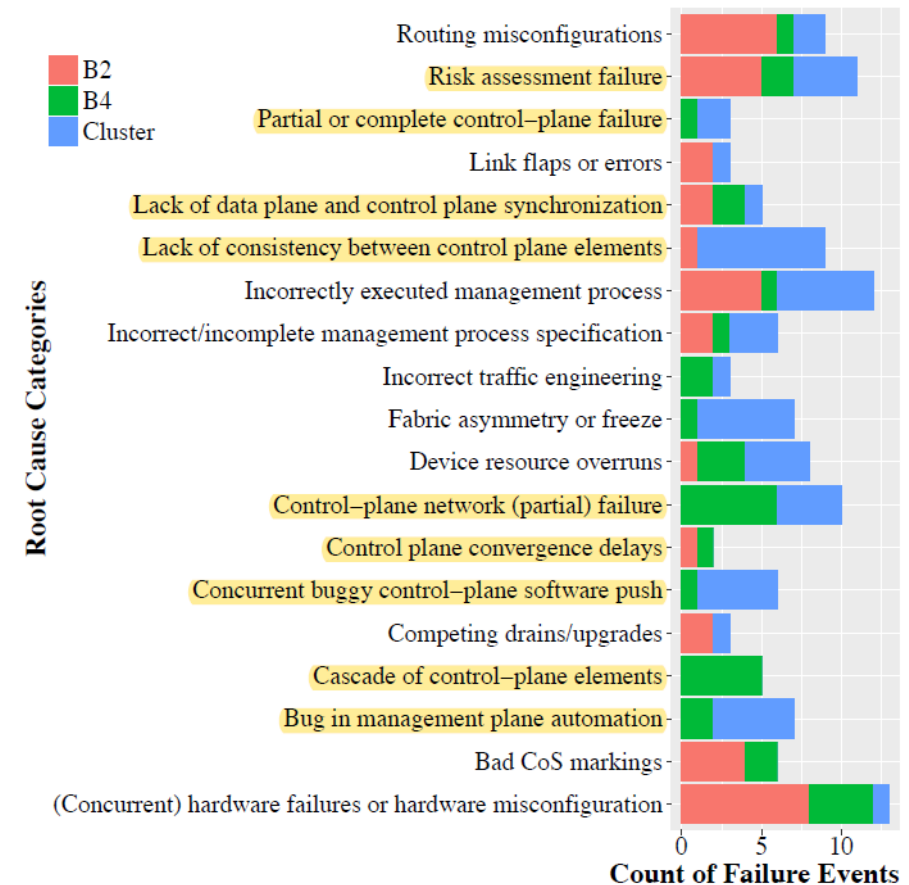 Routing misconfigurations
Risk assessment failure
B2
B4
Partial or complete control–plane failure
Cluster
Link flaps or errors
Lack of data plane and control plane synchronization
Lack of consistency between control plane elements
Incorrectly executed management process
Incorrect/incomplete management process specification
Incorrect traffic engineering
Fabric asymmetry or freeze
Device resource overruns
Control–plane network (partial) failure
Control plane convergence delays
Concurrent buggy control–plane software push
Competing drains/upgrades
Cascade of control–plane elements
Bug in management plane automation
Bad CoS markings
(Concurrent) hardware failures or hardware misconfiguration
Root Cause Categories
0 5 10
Count of Failure Events